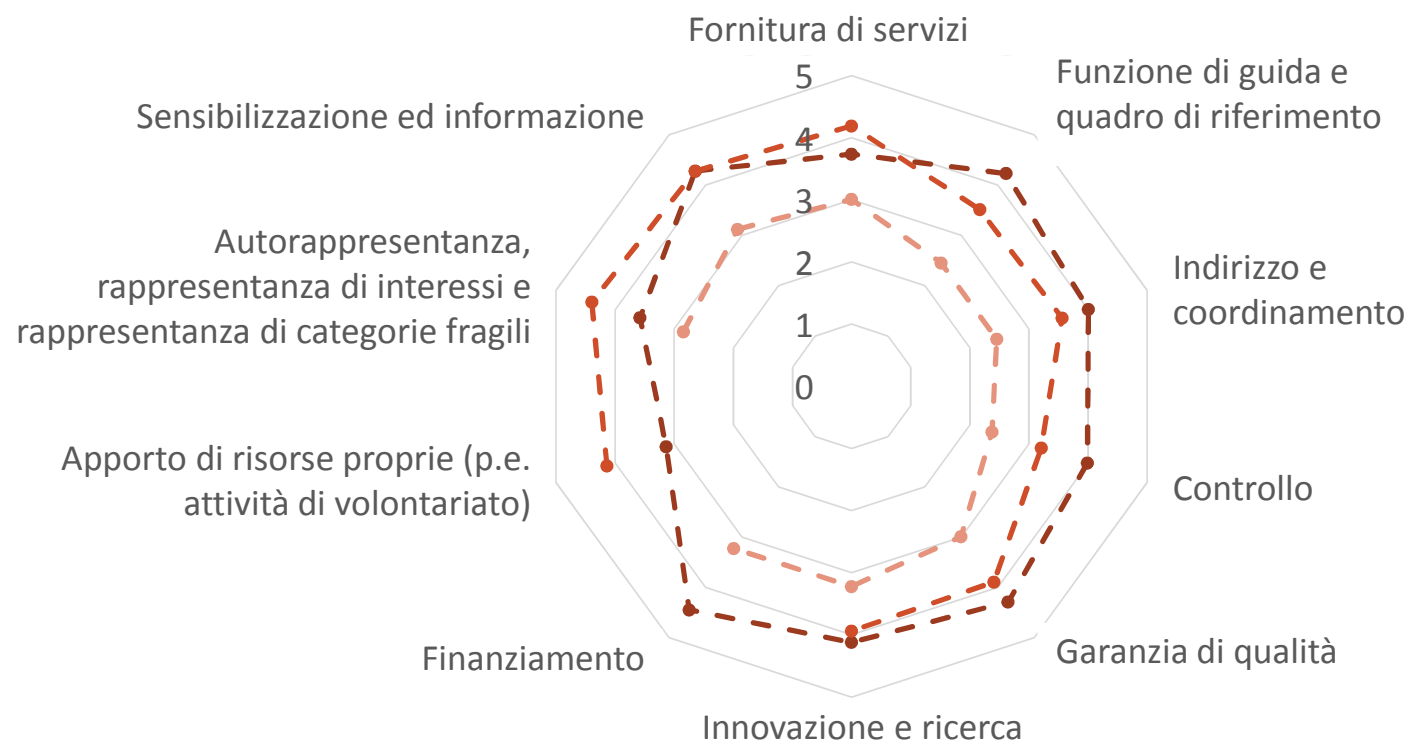 Fornitura di servizi
Funzione di guida e
quadro di riferimento
Indirizzo e
coordinamento
Controllo
Garanzia di qualità
Innovazione e ricerca
Finanziamento
Apporto di risorse proprie (p.e.
attività di volontariato)
Autorappresentanza,
rappresentanza di interessi e
rappresentanza di categorie fragili
Sensibilizzazione ed informazione
5
4
3
2
1
0